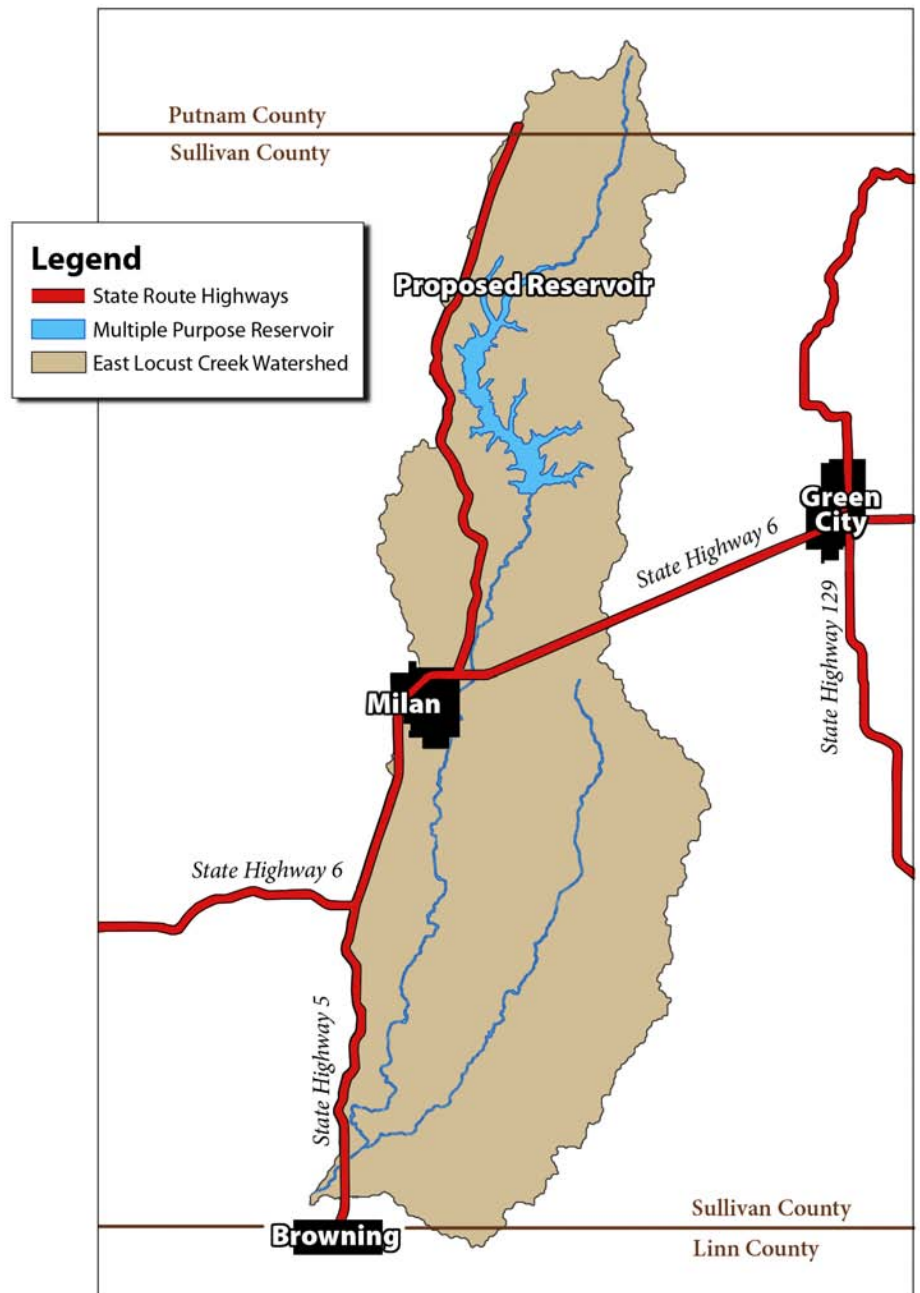 Putnam County
Sullivan County
Legend
State Route Highways
Multiple Purpose Reservoir
East Locust Creek Watershed
Proposed Reservoir
Green
City
State Highway 6
State Highway 129
Milan
State Highway 6
State Highway 5
Sullivan County
Browning
Linn County